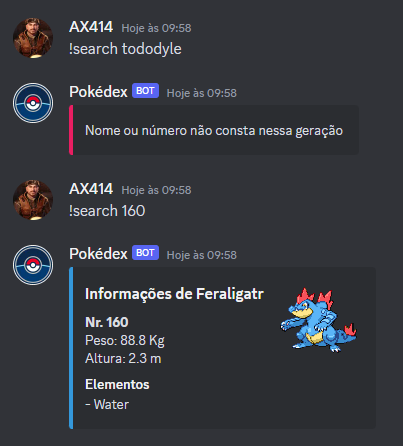 AX414 Hoje às 09:58
!search tododyle
Pokédex BOT Hoje às 09:58
Nome ou número não consta nessa geração
AX414 Hoje às 09:58
!search 160
Pokédex BOT Hoje às 09:58
Informações de Feraligatr
Nr. 160
Peso: 88.8 Kg
Altura: 2.3 m
Elementos
- Water